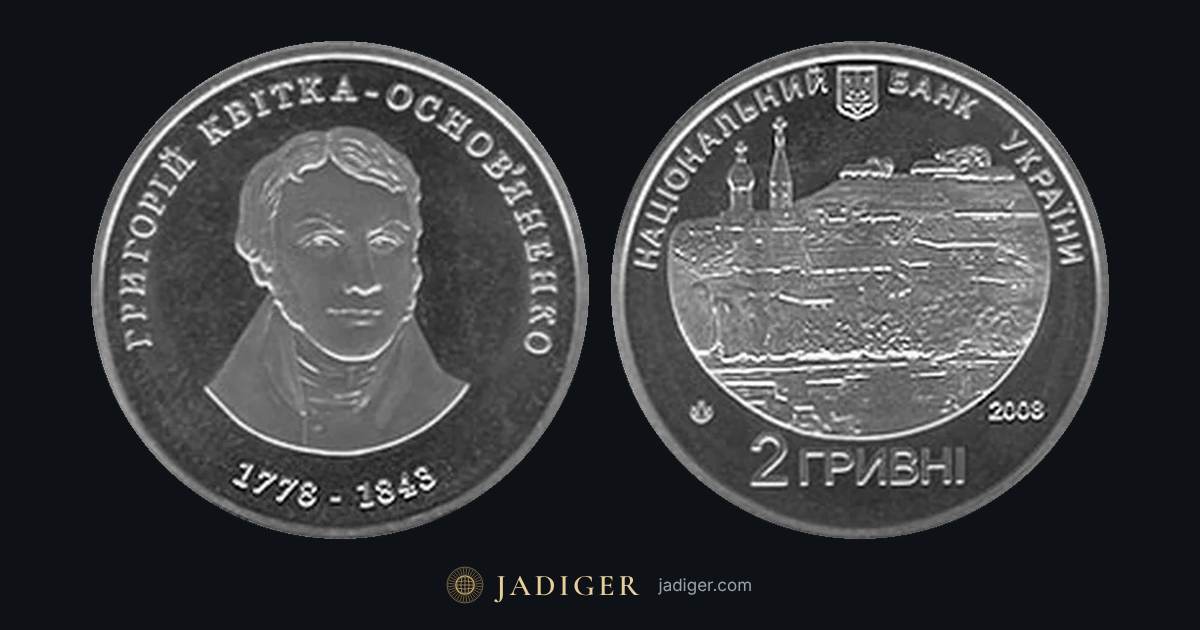 ГРИГОРІЙ КВІТКА-ОСНОВ'ЯНЕНКО
1778 - 1843
НАЦІОНАЛЬНИЙ БАНК УКРАЇНИ
2008
2 ГРИВНІ
JADIGER jadiger.com